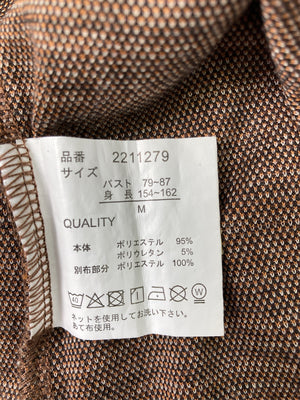 品番 2211279
サイズ
バスト 79~87
身 長 154~162
M
QUALITY
本体 ポリエステル 95%
ポリウレタン 5%
別布部分 ポリエステル 100%
40 W
ネットを使用して下さい。
あて布使用。